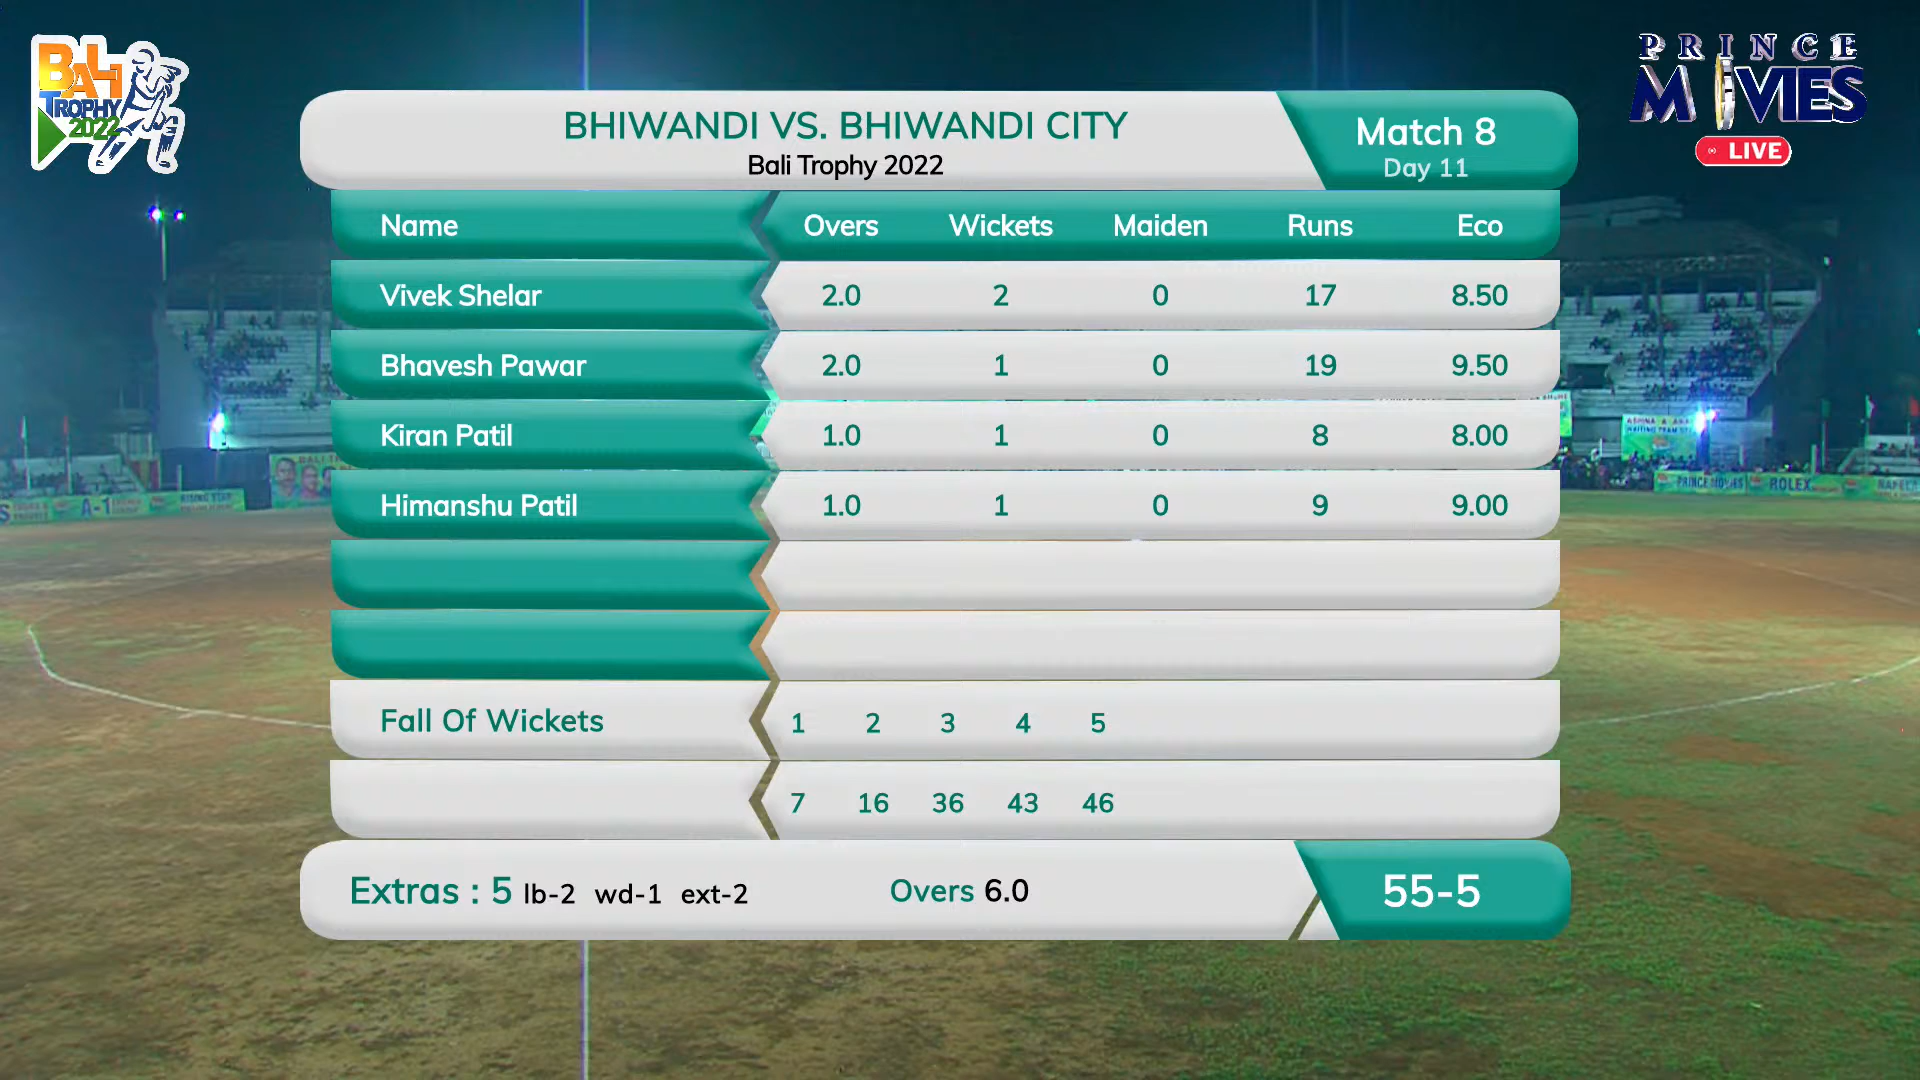 BALI
TROPHY
2022
PRINCE
MOVIES
LIVE
BHIWANDI VS. BHIWANDI CITY
Bali Trophy 2022
Match 8
Day 11
Name Overs Wickets Maiden Runs Eco
Vivek Shelar 2.0 2 0 17 8.50
Bhavesh Pawar 2.0 1 0 19 9.50
Kiran Patil 1.0 1 0 8 8.00
Himanshu Patil 1.0 1 0 9 9.00
Fall Of Wickets 1 2 3 4 5
7 16 36 43 46
Extras : 5 lb-2 wd-1 ext-2 Overs 6.0 55-5
A-1
PRINCE MOVIES ROLEX